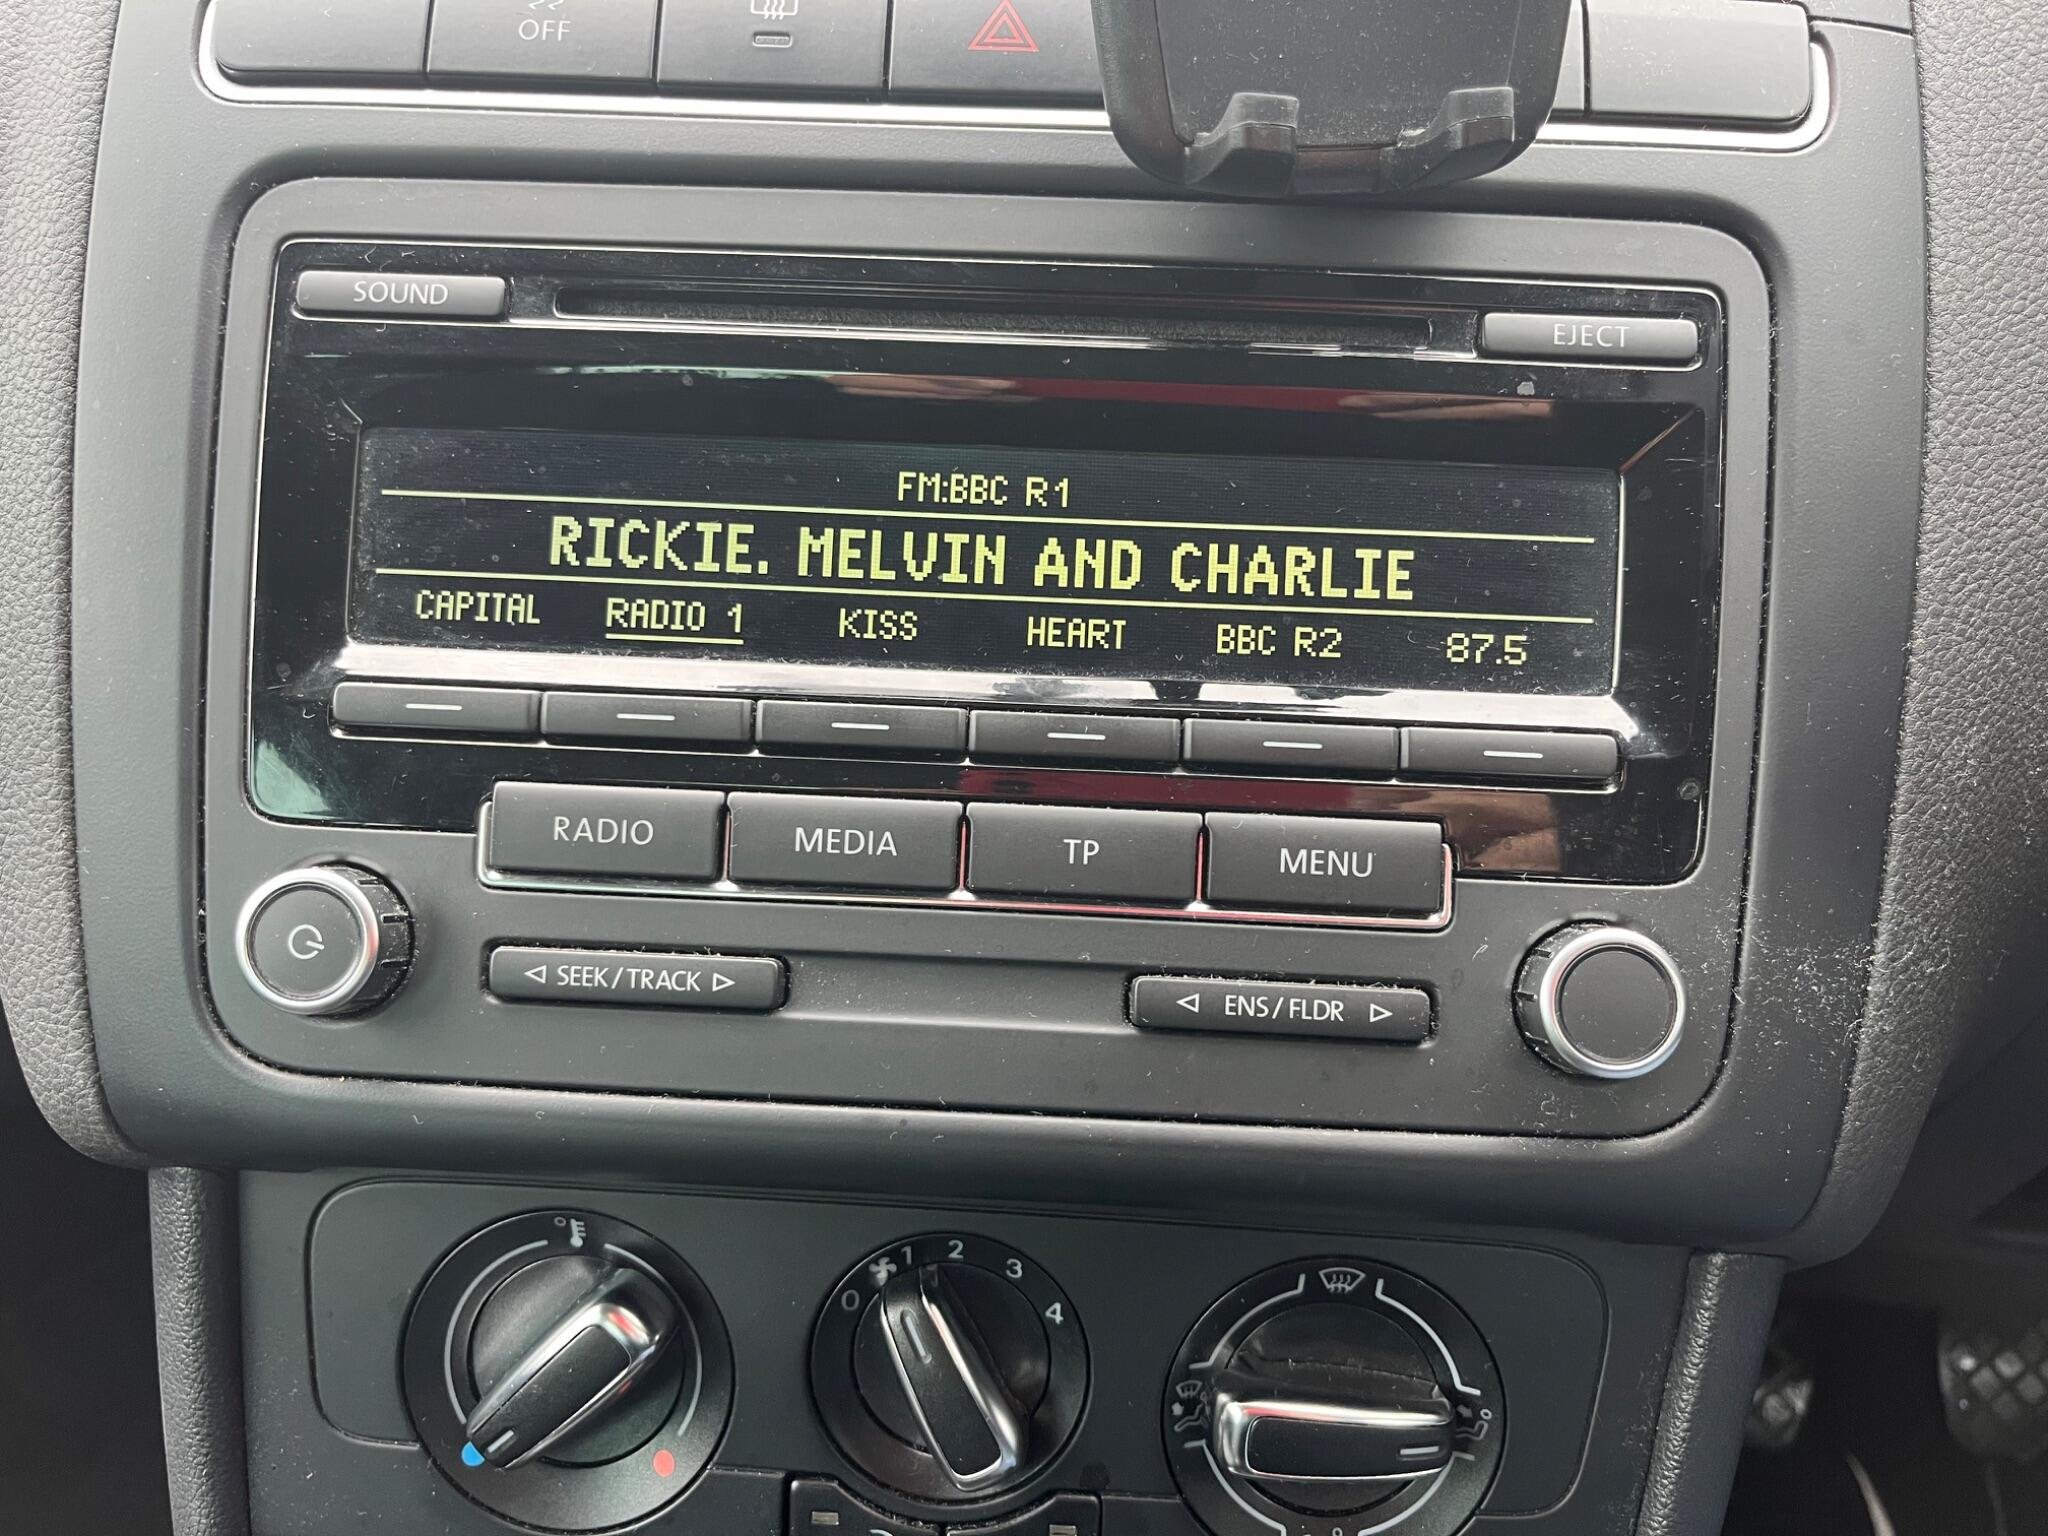 OFF
SOUND
EJECT
FM:BBC R1
RICKIE. MELVIN AND CHARLIE
CAPITAL RADIO 1 KISS HEART BBC R2 87.5
RADIO MEDIA TP MENU
SEEK / TRACK ENS / FLDR
0 1 2 3 4